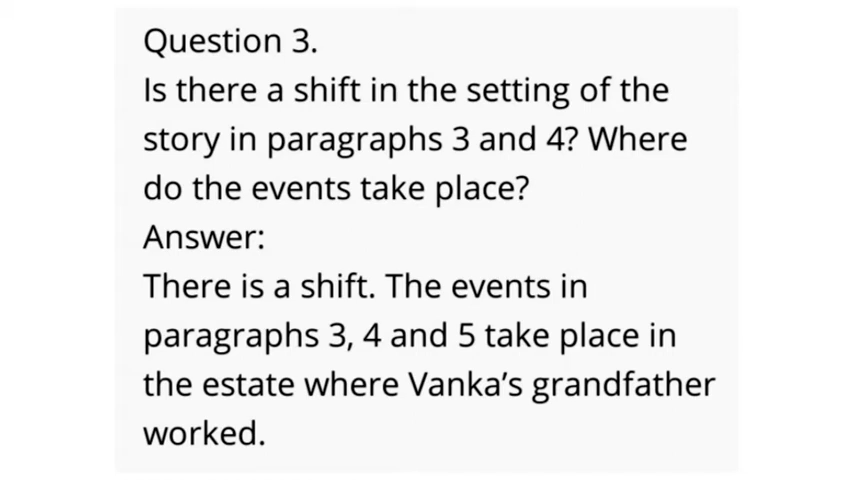 Question 3.
Is there a shift in the setting of the
story in paragraphs 3 and 4? Where
do the events take place?
Answer:
There is a shift. The events in
paragraphs 3, 4 and 5 take place in
the estate where Vanka’s grandfather
worked.